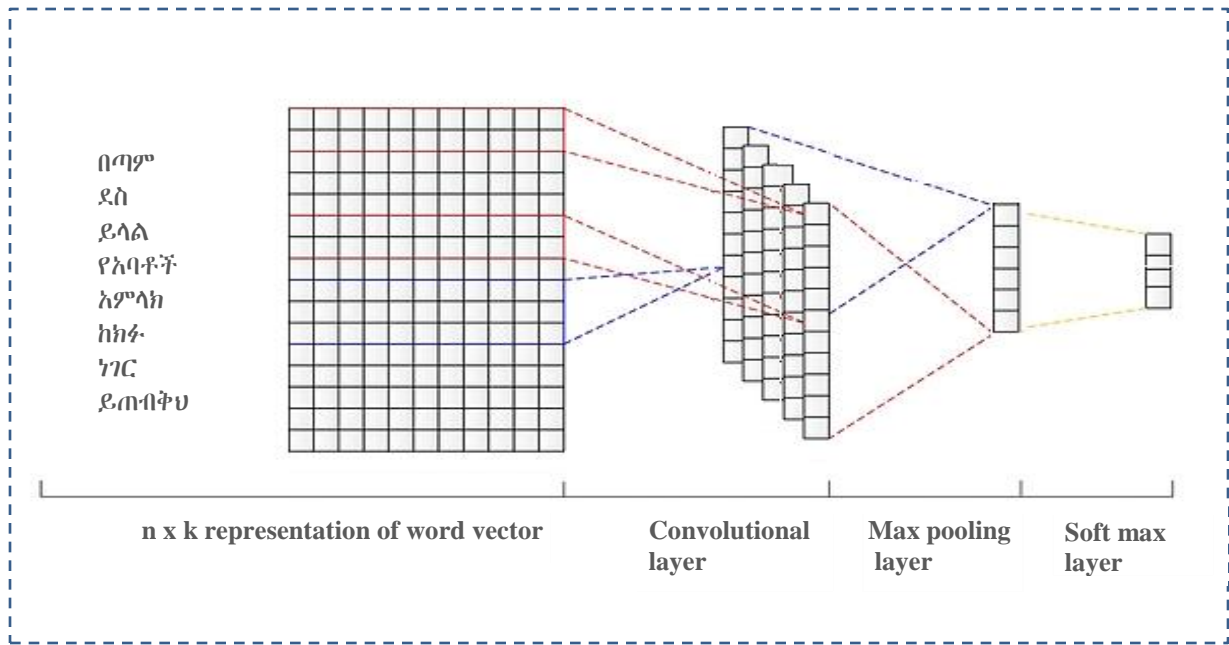 በጣም
ደስ
ይላል
የአባቶች
አምላክ
ከክፉ
ነገር
ይጠብቅህ
n x k representation of word vector
Convolutional
layer
Max pooling
layer
Soft max
layer